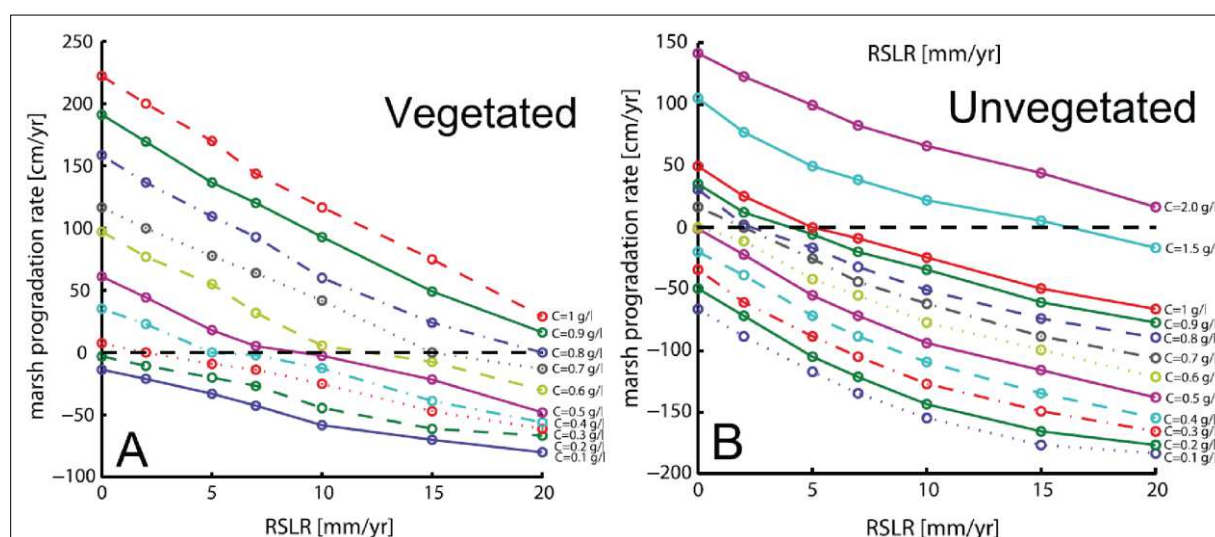 250
200
150
100
50
0
−50
−100
marsh progradation rate [cm/yr]
Vegetated
A
C=1 g/l
C=0.9 g/l
C=0.8 g/l
C=0.7 g/l
C=0.6 g/l
C=0.5 g/l
C=0.4 g/l
C=0.3 g/l
C=0.2 g/l
C=0.1 g/l
0 5 10 15 20
RSLR [mm/yr]
150
100
50
0
−50
−100
−150
−200
marsh progradation rate [cm/yr]
RSLR [mm/yr]
Unvegetated
B
C=2.0 g/l
C=1.5 g/l
C=1 g/l
C=0.9 g/l
C=0.8 g/l
C=0.7 g/l
C=0.6 g/l
C=0.5 g/l
C=0.4 g/l
C=0.3 g/l
C=0.2 g/l
C=0.1 g/l
0 5 10 15 20
RSLR [mm/yr]